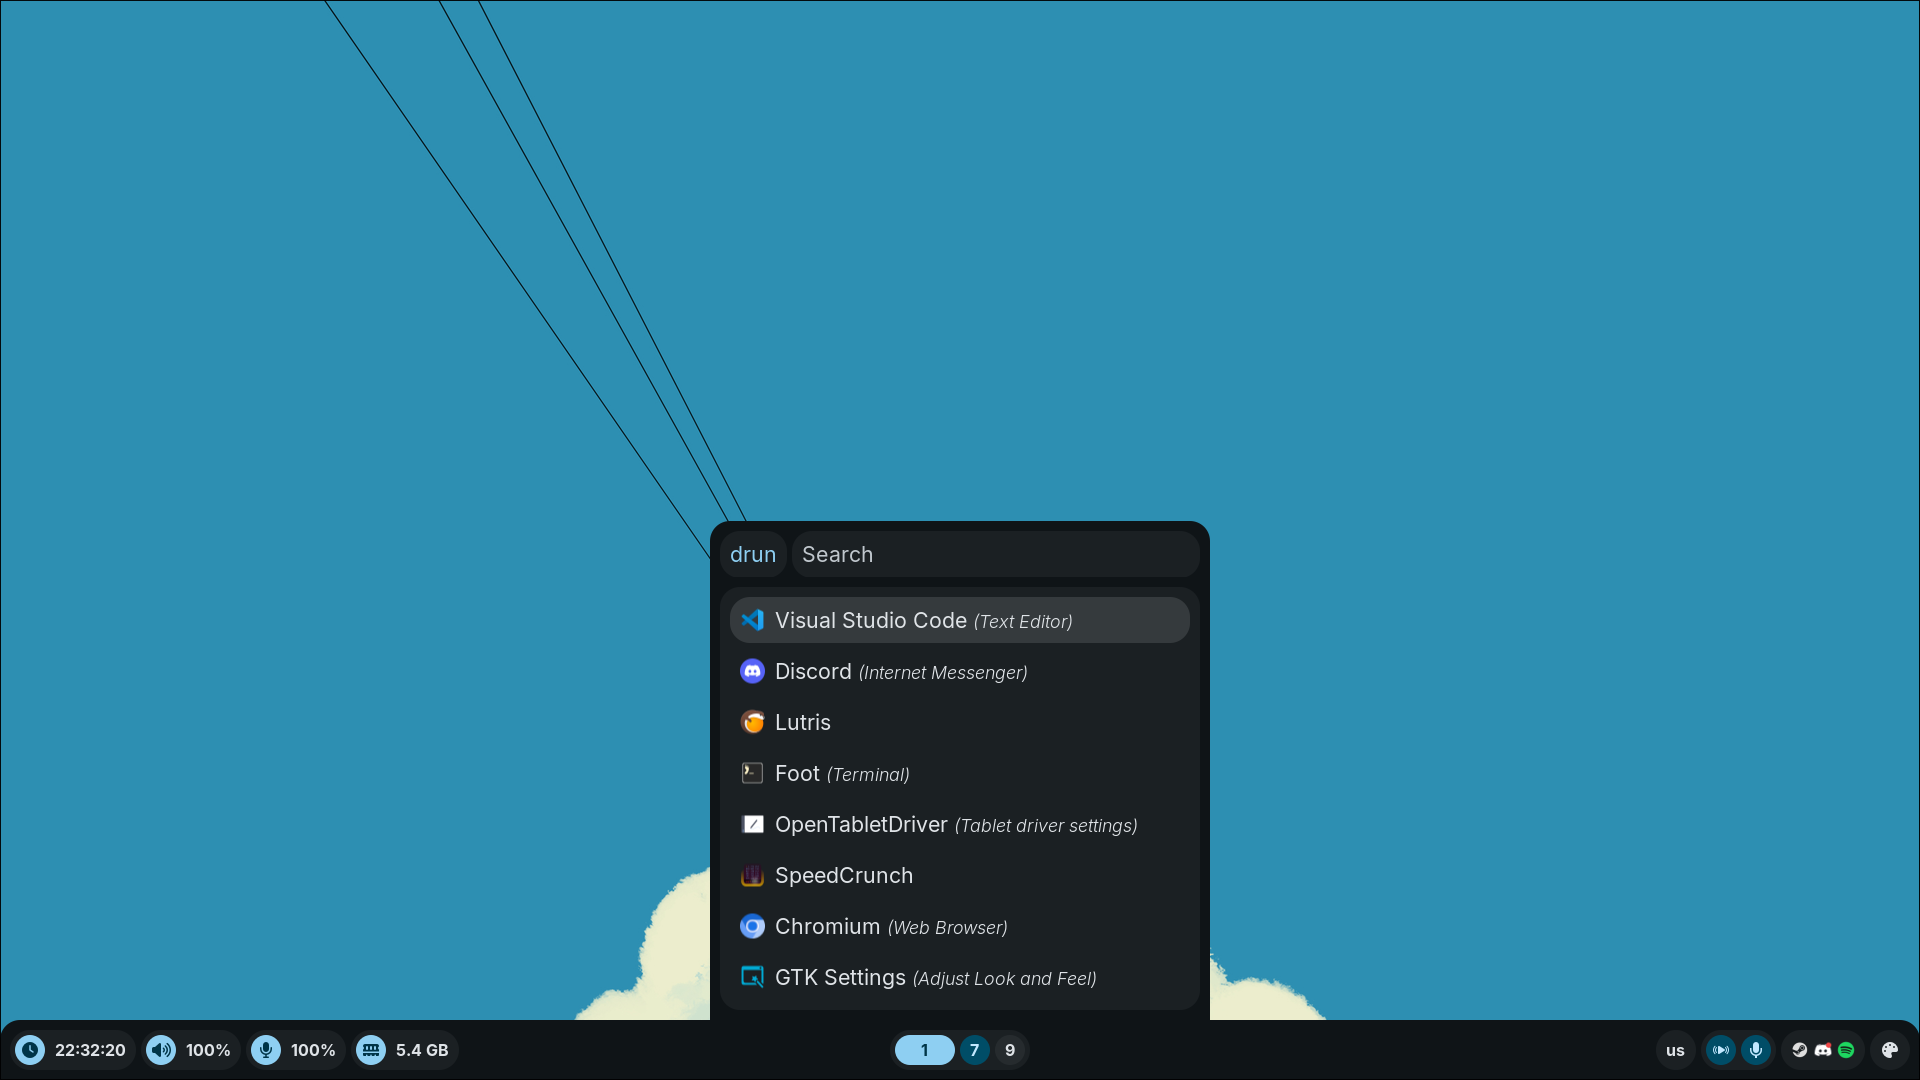 drun Search
Visual Studio Code (Text Editor)
Discord (Internet Messenger)
Lutris
Foot (Terminal)
OpenTabletDriver (Tablet driver settings)
SpeedCrunch
Chromium (Web Browser)
GTK Settings (Adjust Look and Feel)
22:32:20 100% 100% 5.4 GB 1 7 9 us